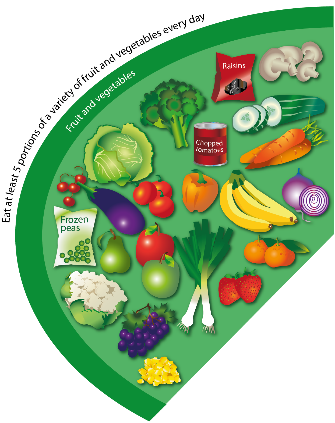 Eat at least 5 portions of a variety of fruit and vegetables every day
Fruit and vegetables
Raisins
Chopped
Tomatoes
Frozen
peas